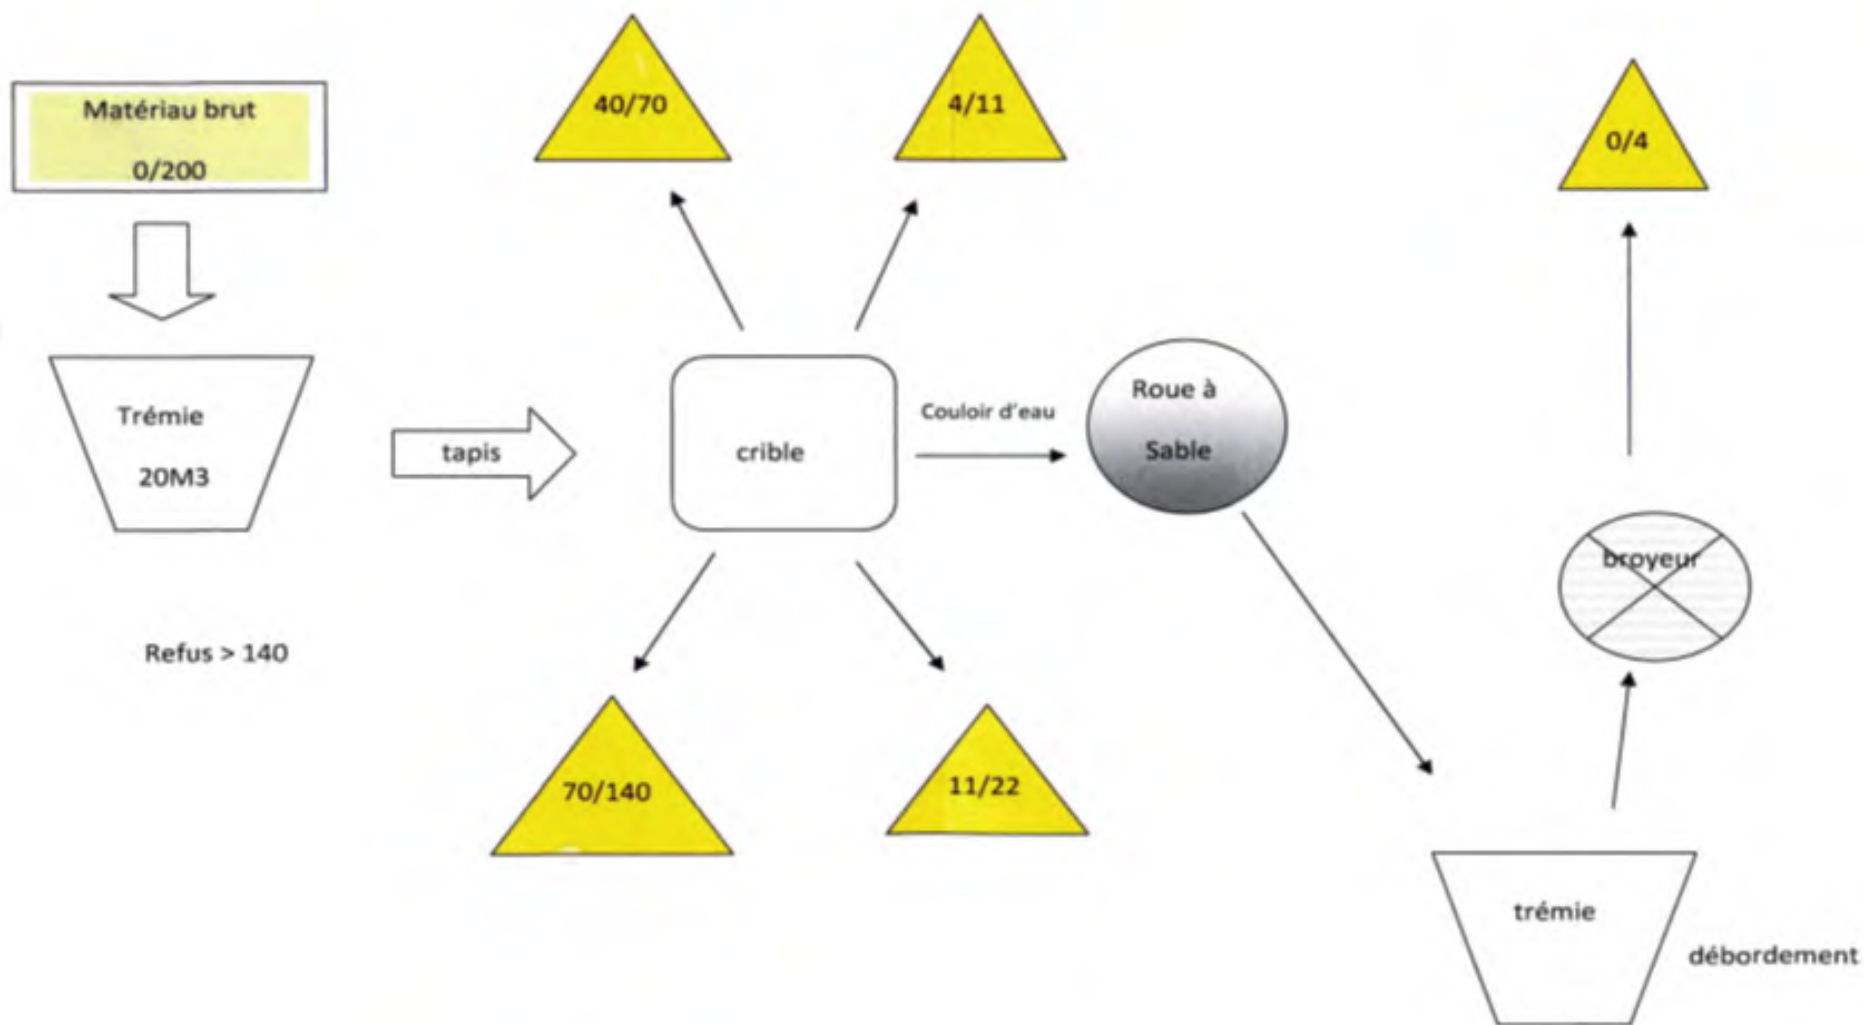 Matériau brut
0/200
Trémie
20M3
Refus > 140
tapis
40/70
4/11
crible
70/140
11/22
Couloir d'eau
Roue à
Sable
0/4
broyeur
trémie
débordement